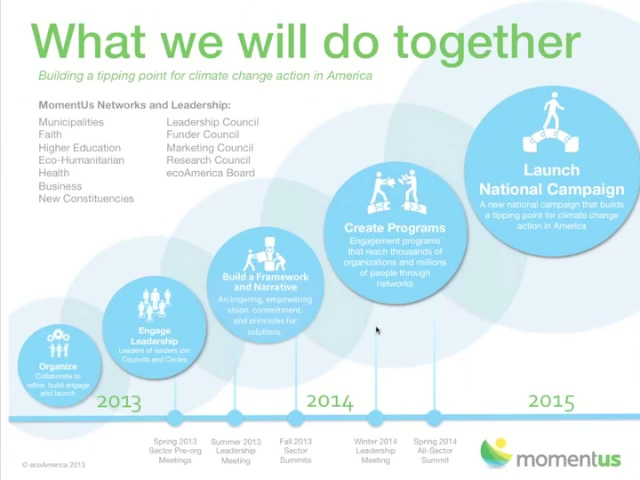 What we will do together
Building a tipping point for climate change action in America
MomentUs Networks and Leadership:
Municipalities
Faith
Higher Education
Eco-Humanitarian
Health
Business
New Constituencies
Leadership Council
Funder Council
Marketing Council
Research Council
ecoAmerica Board
Launch
National Campaign
A new national campaign that builds
a tipping point for climate change
action in America
Create Programs
Engagement programs
that reach thousands of
organizations and millions
of people through
networks
Build a Framework
and Narrative
An inspiring, empowering
vision, commitment,
and principles for
solutions.
Engage
Leadership
Leaders of leaders join
Councils and Circles
Organize
Collaborate to
refine, build engage
and launch
2013
2014
2015
Spring 2013
Sector Pre-org
Meetings
Summer 2013
Leadership
Meeting
Fall 2013
Sector
Summits
Winter 2014
Leadership
Meeting
Spring 2014
All-Sector
Summit
© ecoAmerica 2013
momentus